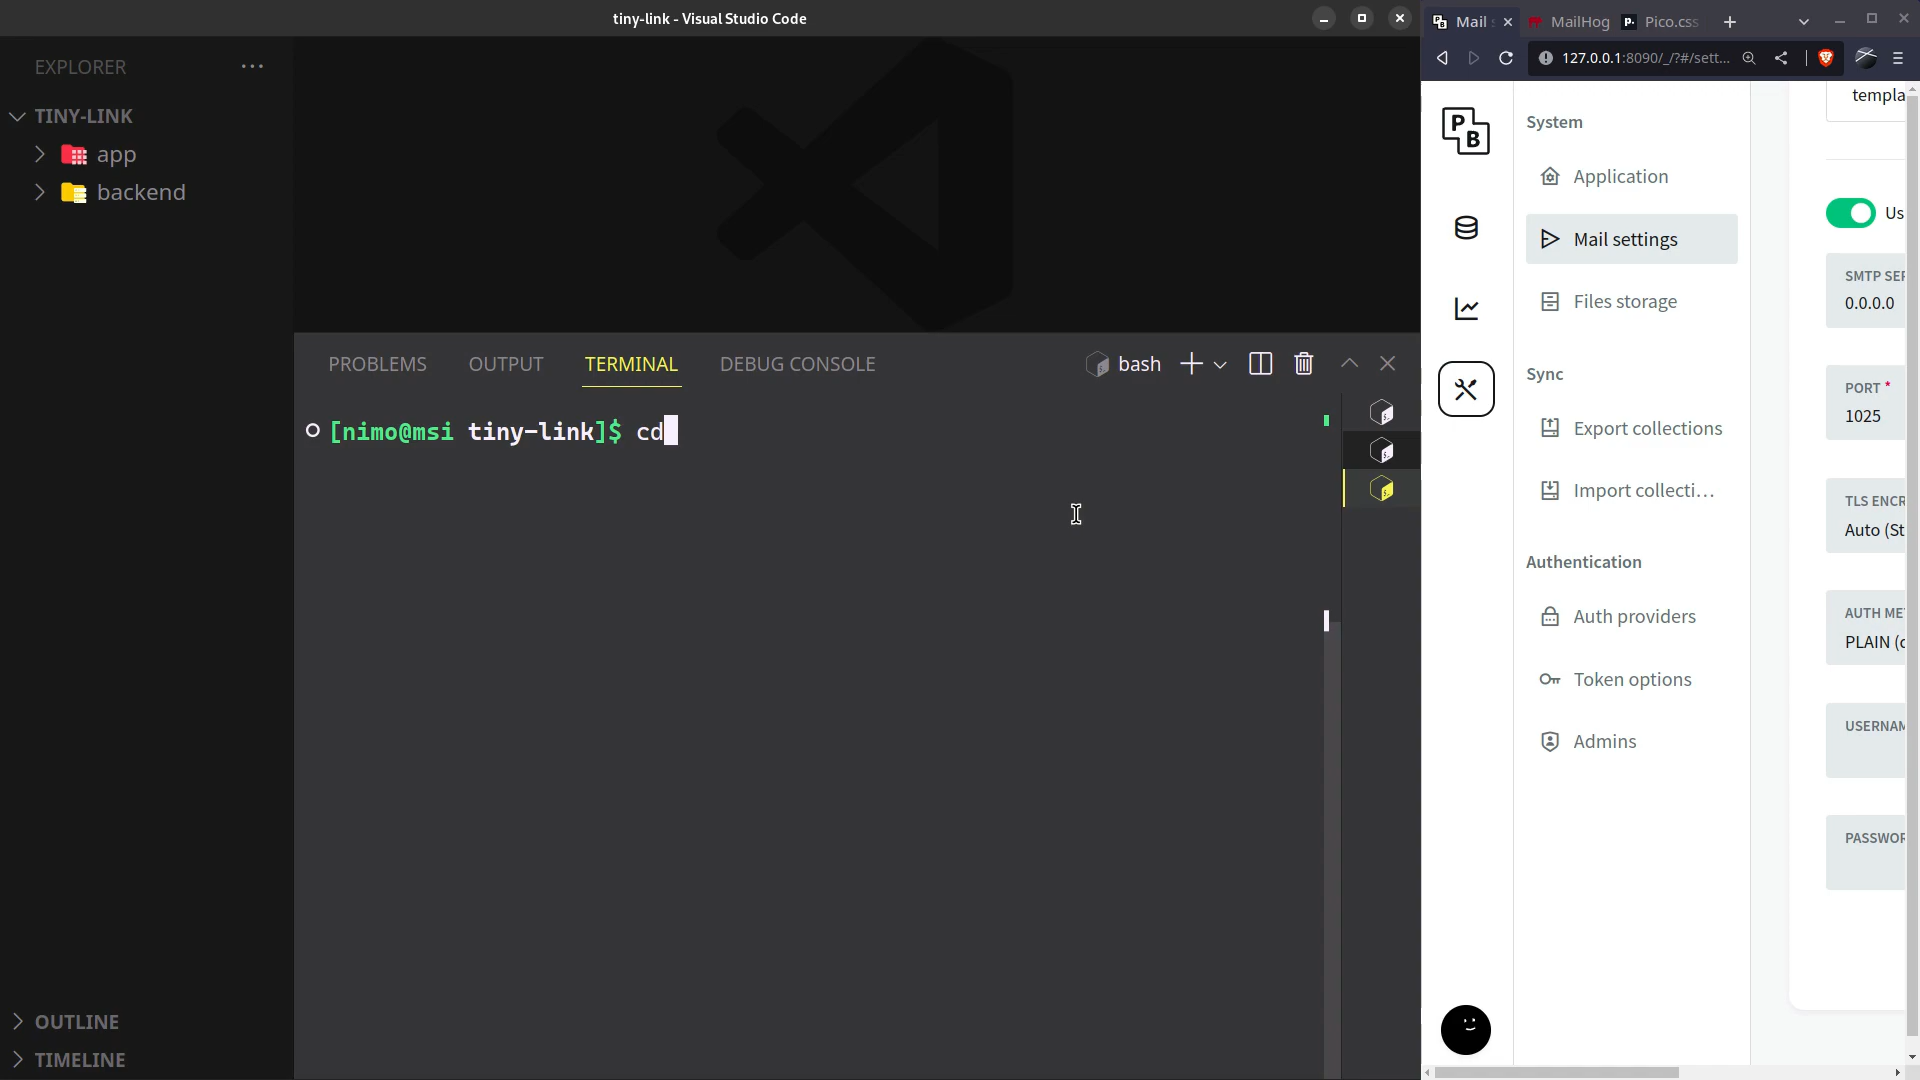 tiny-link - Visual Studio Code
EXPLORER
TINY-LINK
app
backend
OUTLINE
TIMELINE
PROBLEMS
OUTPUT
TERMINAL
DEBUG CONSOLE
bash
[nimo@msi tiny-link]$ cd
Mail
MailHog
Pico.css
127.0.0.1:8090/_/?#/sett...
PB
System
Application
Mail settings
Files storage
Sync
Export collections
Import collecti...
Authentication
Auth providers
Token options
Admins
templa
Us
SMTP SER
0.0.0.0
PORT *
1025
TLS ENCR
Auto (St
AUTH ME
PLAIN (
USERNAM
PASSWOR